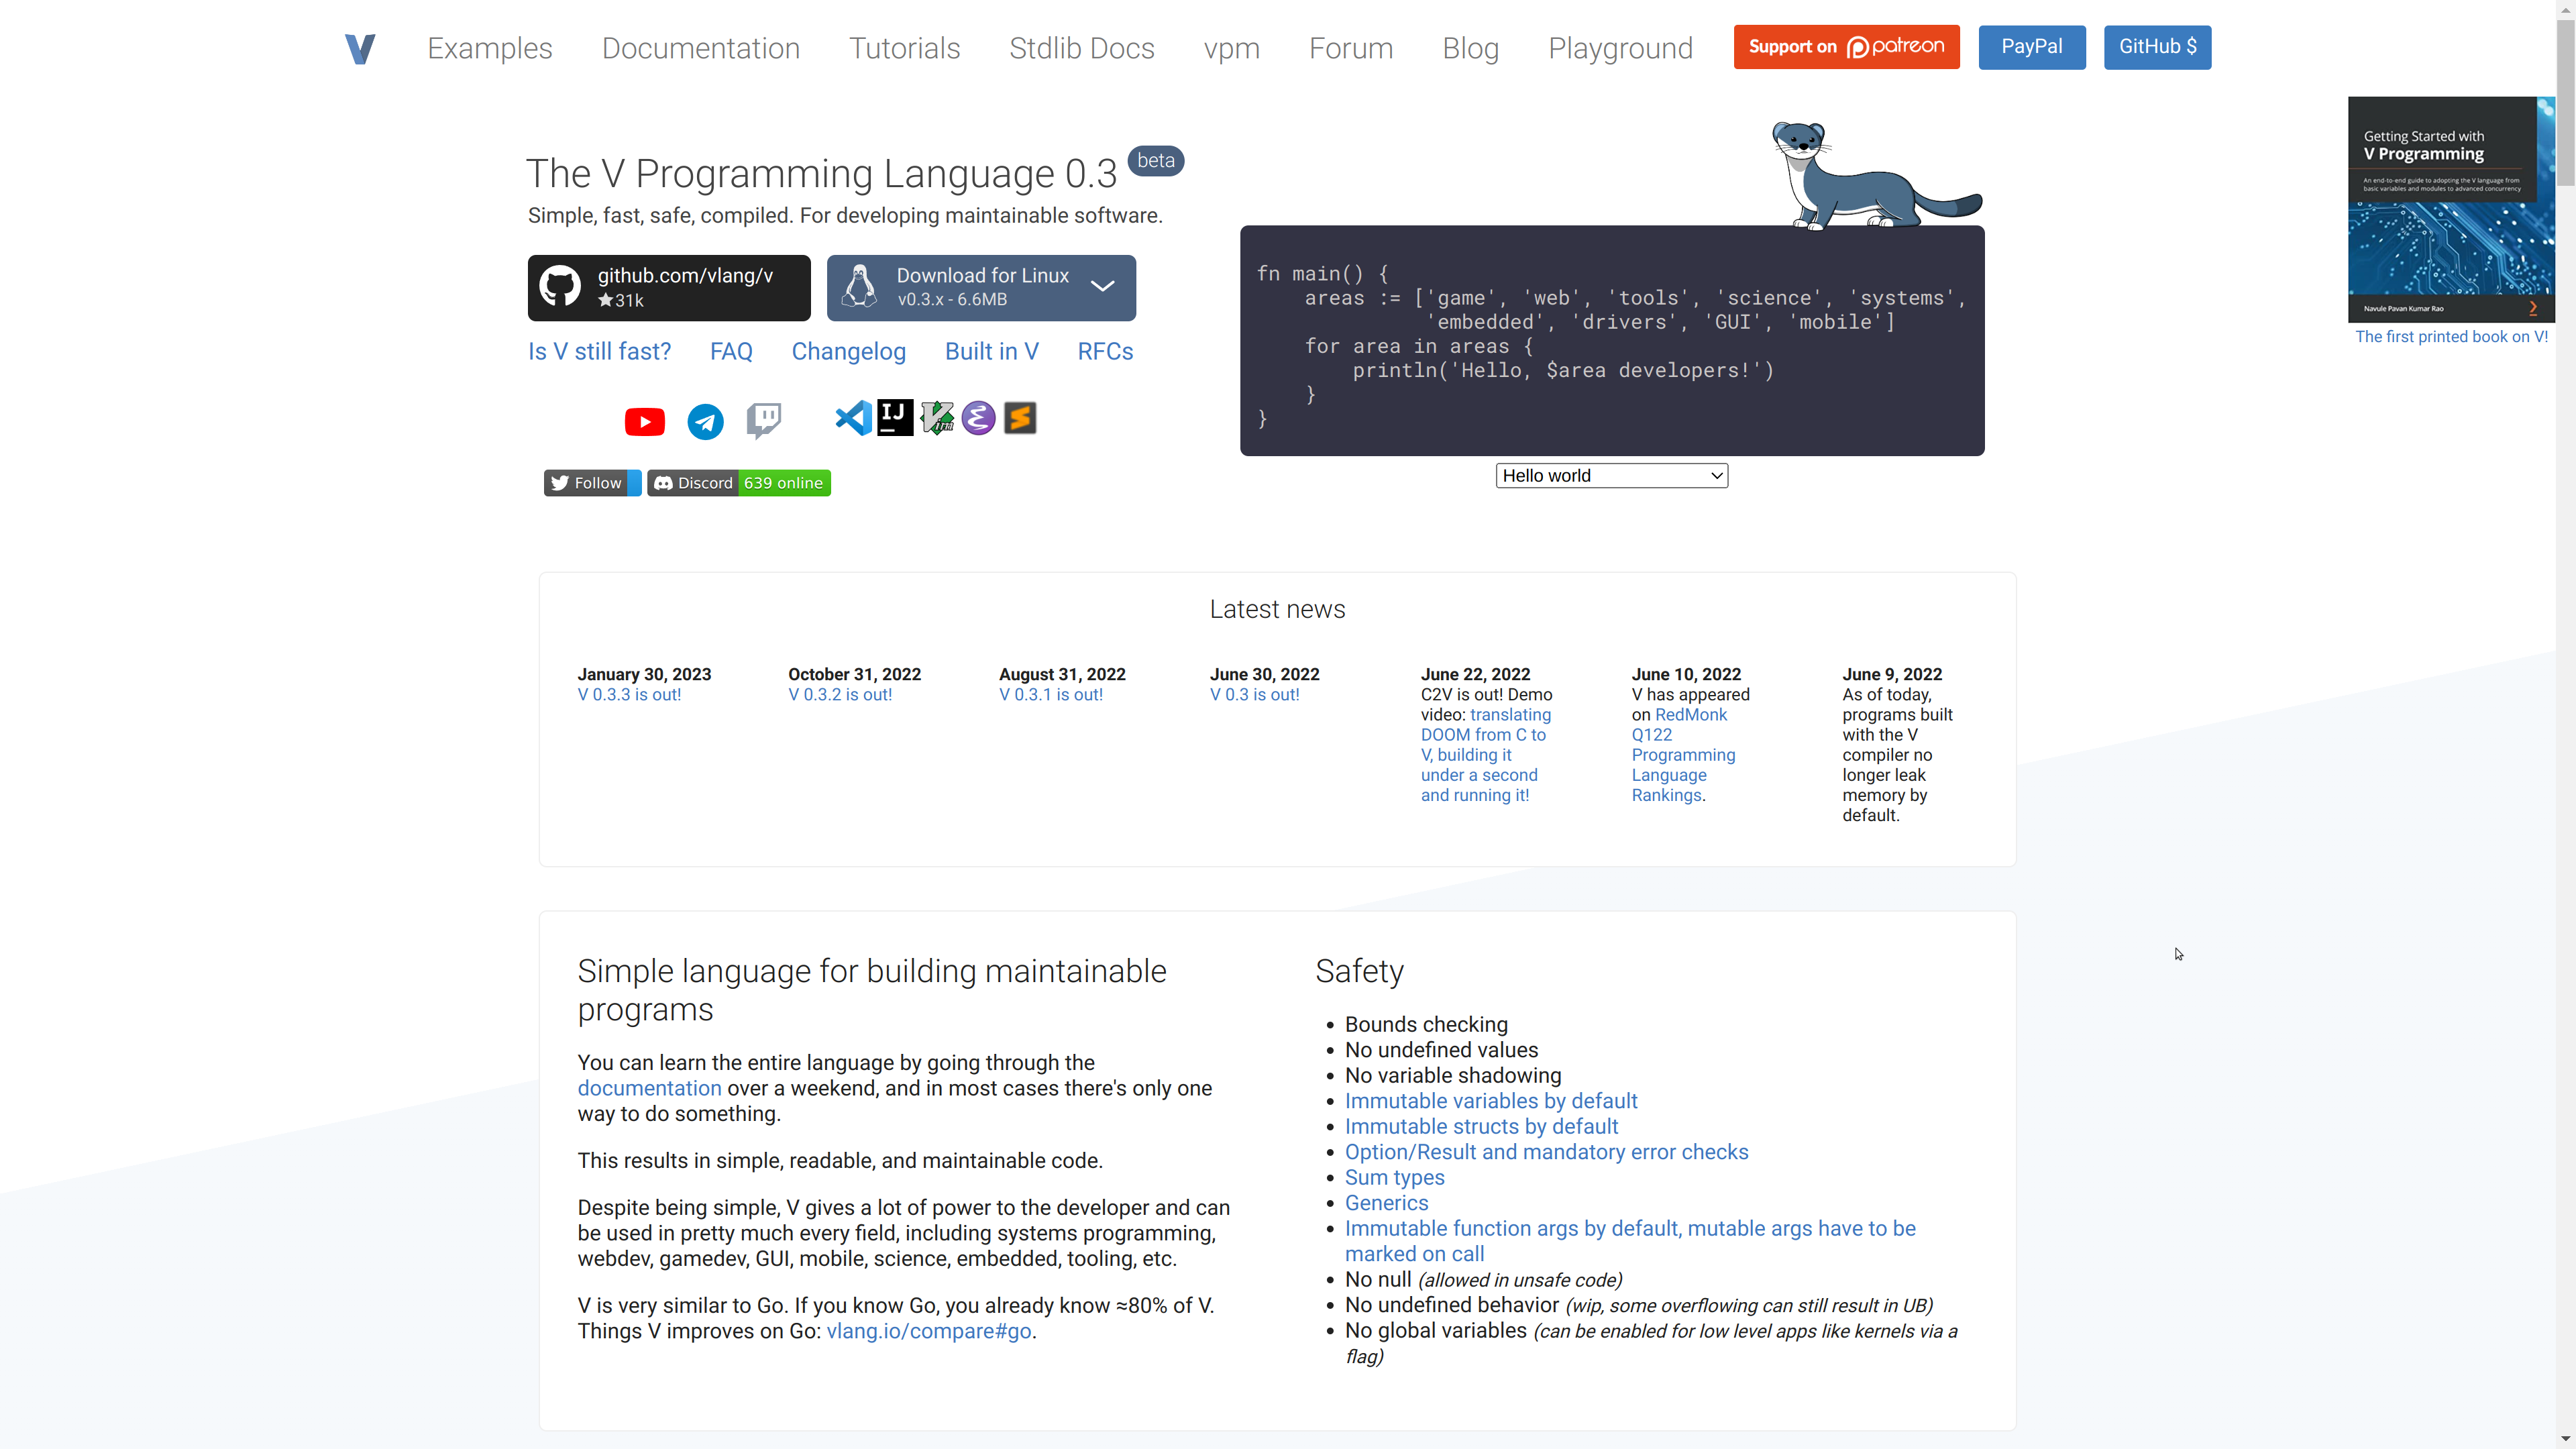 V
Examples
Documentation
Tutorials
Stdlib Docs
vpm
Forum
Blog
Playground
Support on patreon
PayPal
GitHub $
The V Programming Language 0.3 beta
Simple, fast, safe, compiled. For developing maintainable software.
github.com/vlang/v
★31k
Download for Linux
v0.3.x - 6.6MB
Is V still fast?
FAQ
Changelog
Built in V
RFCs
IJ
Vim
Follow
Discord 639 online
fn main() {
areas := ['game', 'web', 'tools', 'science', 'systems',
'embedded', 'drivers', 'GUI', 'mobile']
for area in areas {
println('Hello, $area developers!')
}
}
Hello world
Getting Started with
V Programming
An end-to-end guide to adopting the V language from
basic variables and modules to advanced concurrency
Navule Pavan Kumar Rao
The first printed book on V!
Latest news
January 30, 2023
V 0.3.3 is out!
October 31, 2022
V 0.3.2 is out!
August 31, 2022
V 0.3.1 is out!
June 30, 2022
V 0.3 is out!
June 22, 2022
C2V is out! Demo
video: translating
DOOM from C to
V, building it
under a second
and running it!
June 10, 2022
V has appeared
on RedMonk
Q122
Programming
Language
Rankings.
June 9, 2022
As of today,
programs built
with the V
compiler no
longer leak
memory by
default.
Simple language for building maintainable
programs
You can learn the entire language by going through the
documentation over a weekend, and in most cases there's only one
way to do something.
This results in simple, readable, and maintainable code.
Despite being simple, V gives a lot of power to the developer and can
be used in pretty much every field, including systems programming,
webdev, gamedev, GUI, mobile, science, embedded, tooling, etc.
V is very similar to Go. If you know Go, you already know ≈80% of V.
Things V improves on Go: vlang.io/compare#go.
Safety
• Bounds checking
• No undefined values
• No variable shadowing
• Immutable variables by default
• Immutable structs by default
• Option/Result and mandatory error checks
• Sum types
• Generics
• Immutable function args by default, mutable args have to be
marked on call
• No null (allowed in unsafe code)
• No undefined behavior (wip, some overflowing can still result in UB)
• No global variables (can be enabled for low level apps like kernels via a
flag)